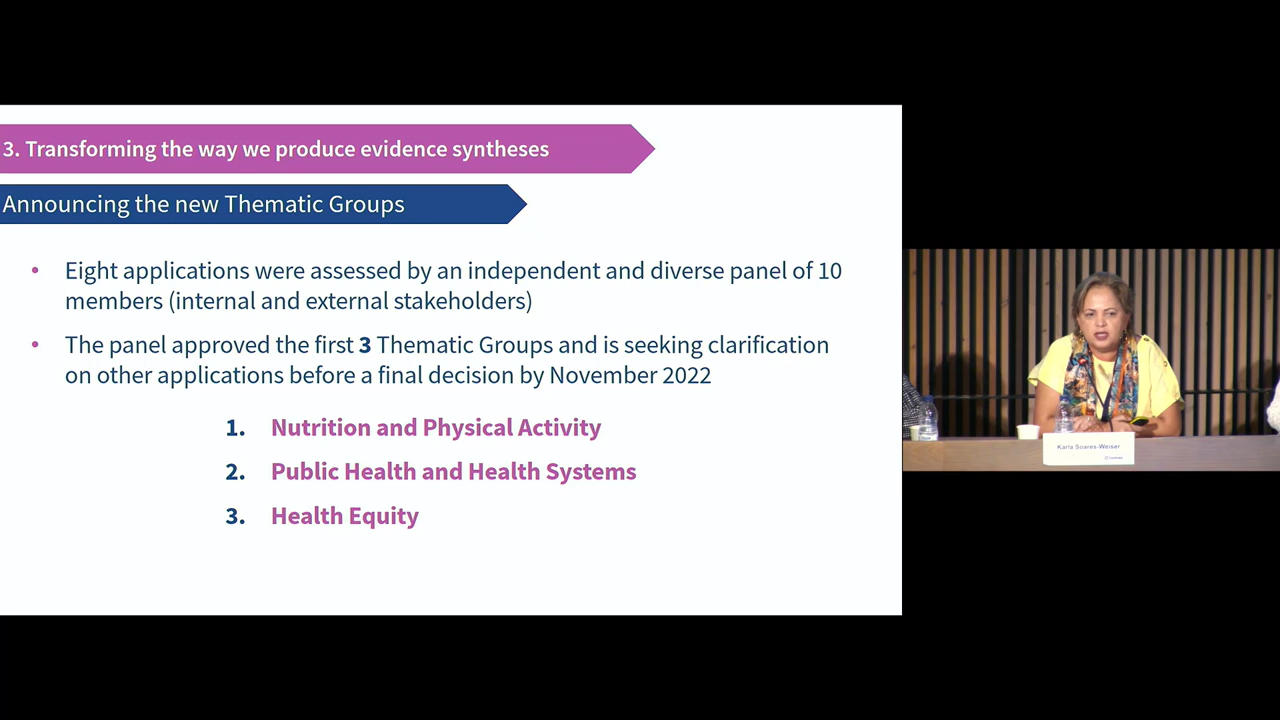 3. Transforming the way we produce evidence syntheses
Announcing the new Thematic Groups
• Eight applications were assessed by an independent and diverse panel of 10
members (internal and external stakeholders)
• The panel approved the first 3 Thematic Groups and is seeking clarification
on other applications before a final decision by November 2022
1. Nutrition and Physical Activity
2. Public Health and Health Systems
3. Health Equity
Karla Soares-Weiser